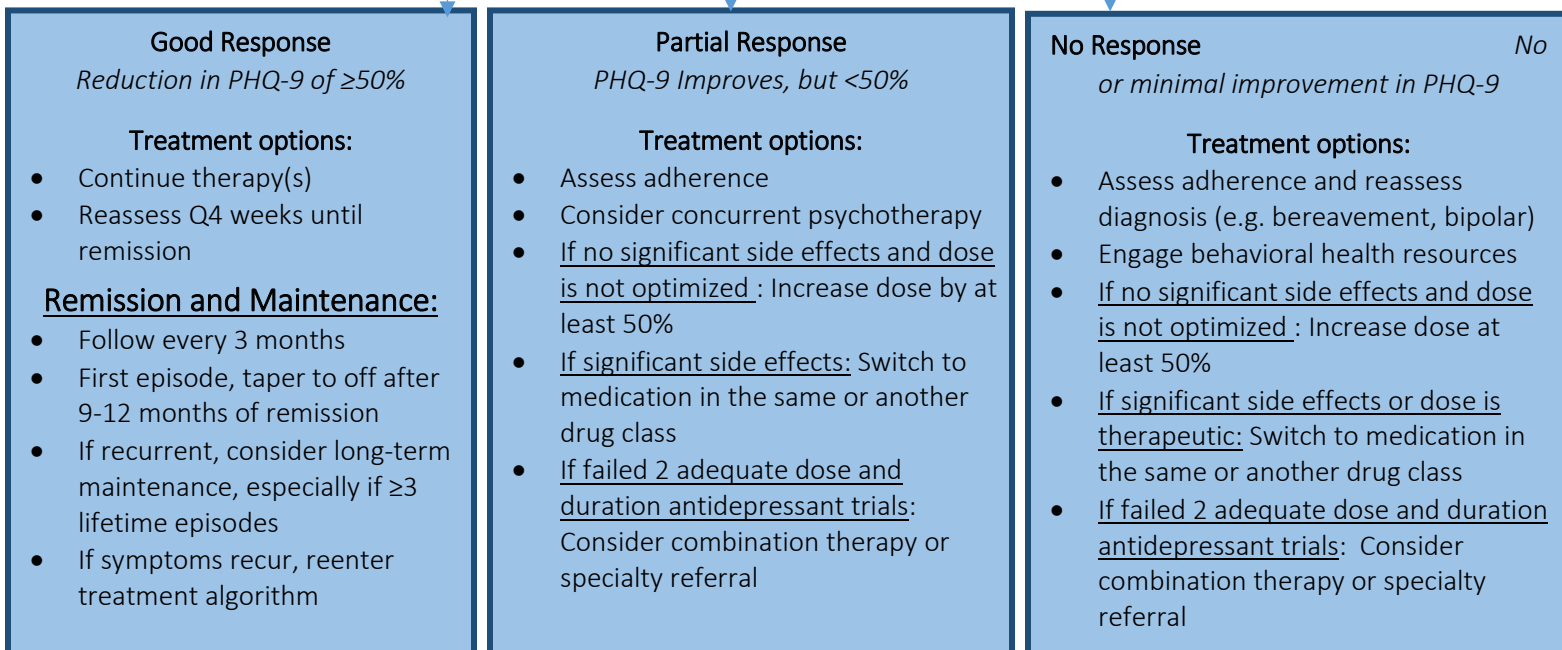 Good Response
Reduction in PHQ-9 of ≥50%
Treatment options:
• Continue therapy(s)
• Reassess Q4 weeks until
remission
Remission and Maintenance:
• Follow every 3 months
• First episode, taper to off after
9-12 months of remission
• If recurrent, consider long-term
maintenance, especially if ≥3
lifetime episodes
• If symptoms recur, reenter
treatment algorithm
Partial Response
PHQ-9 Improves, but <50%
Treatment options:
• Assess adherence
• Consider concurrent psychotherapy
• If no significant side effects and dose
is not optimized : Increase dose by at
least 50%
• If significant side effects: Switch to
medication in the same or another
drug class
• If failed 2 adequate dose and
duration antidepressant trials:
Consider combination therapy or
specialty referral
No Response No
or minimal improvement in PHQ-9
Treatment options:
• Assess adherence and reassess
diagnosis (e.g. bereavement, bipolar)
• Engage behavioral health resources
• If no significant side effects and dose
is not optimized : Increase dose at
least 50%
• If significant side effects or dose is
therapeutic: Switch to medication in
the same or another drug class
• If failed 2 adequate dose and duration
antidepressant trials: Consider
combination therapy or specialty
referral